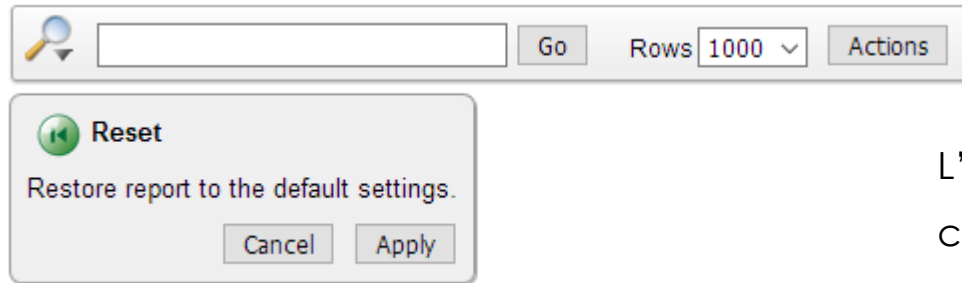 Go Rows 1000 Actions
Reset
Restore report to the default settings.
Cancel Apply
L'
c